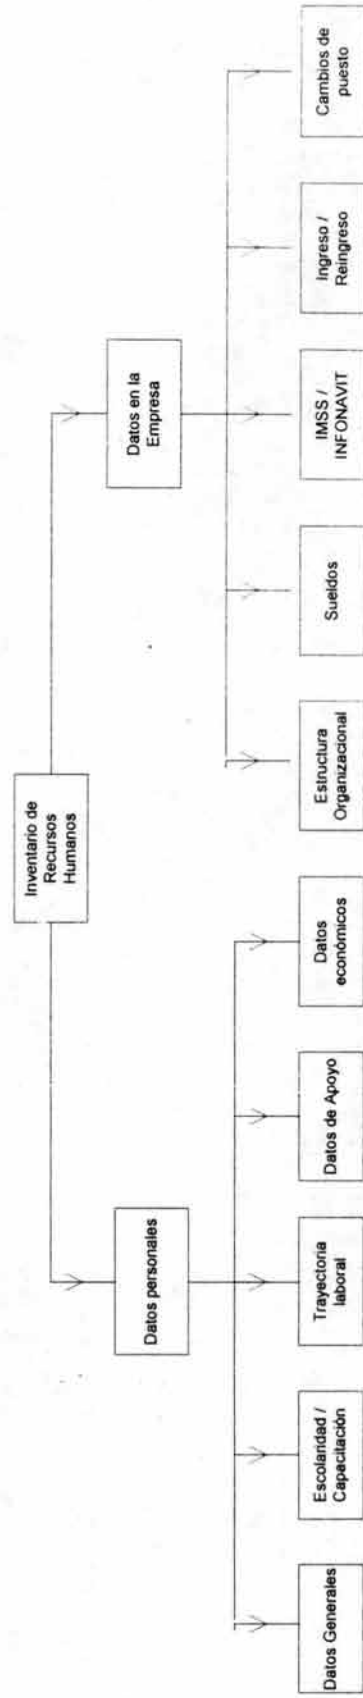 Inventario de
Recursos
Humanos
Datos personales
Datos en la
Empresa
Datos Generales
Escolaridad /
Capacitación
Trayectoria
laboral
Datos de Apoyo
Datos
económicos
Estructura
Organizacional
Sueldos
IMSS /
INFONAVIT
Ingreso /
Reingreso
Cambios de
puesto